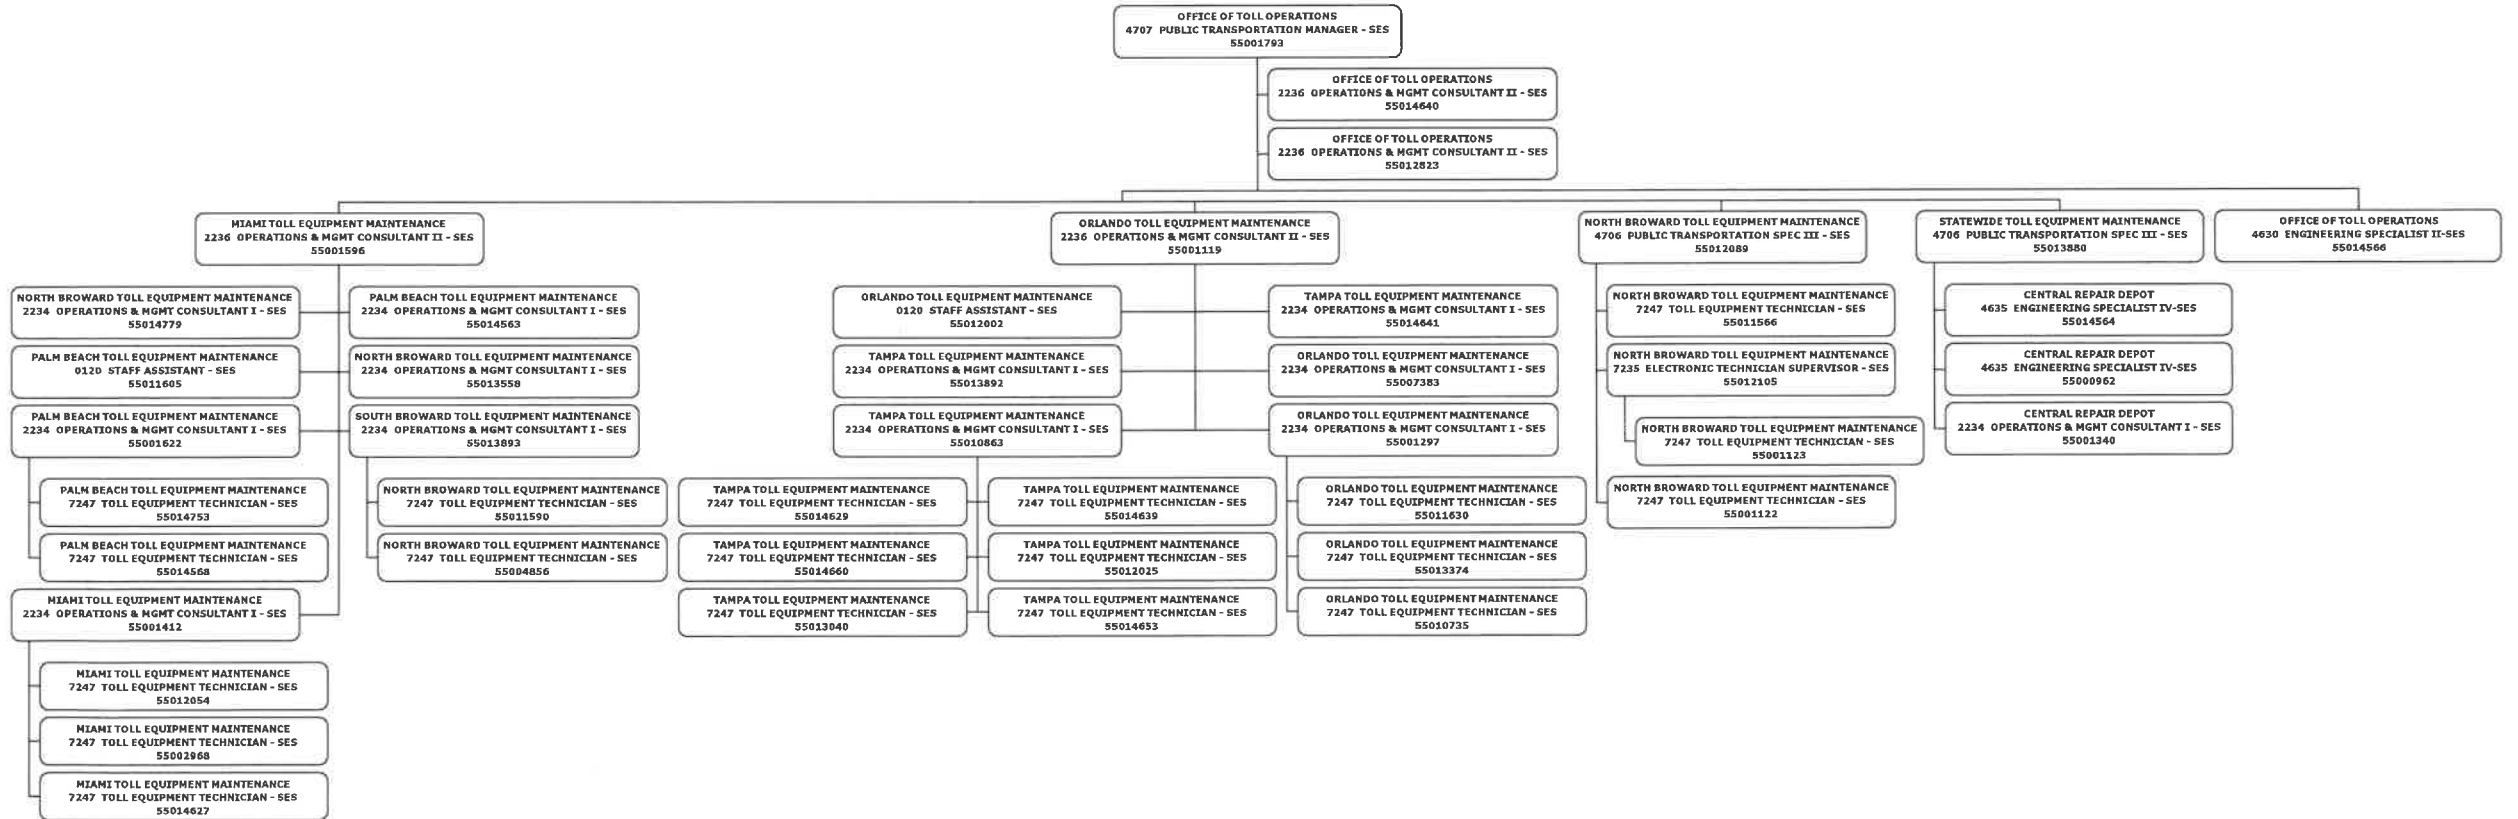 OFFICE OF TOLL OPERATIONS
4707 PUBLIC TRANSPORTATION MANAGER - SES
55001793
OFFICE OF TOLL OPERATIONS
2236 OPERATIONS & MGMT CONSULTANT II - SES
55014640
OFFICE OF TOLL OPERATIONS
2236 OPERATIONS & MGMT CONSULTANT II - SES
55012823
MIAMI TOLL EQUIPMENT MAINTENANCE
2236 OPERATIONS & MGMT CONSULTANT II - SES
55001596
NORTH BROWARD TOLL EQUIPMENT MAINTENANCE
2234 OPERATIONS & MGMT CONSULTANT I - SES
55014779
PALM BEACH TOLL EQUIPMENT MAINTENANCE
2234 OPERATIONS & MGMT CONSULTANT I - SES
55014563
PALM BEACH TOLL EQUIPMENT MAINTENANCE
0120 STAFF ASSISTANT - SES
55011605
NORTH BROWARD TOLL EQUIPMENT MAINTENANCE
2234 OPERATIONS & MGMT CONSULTANT I - SES
55013558
PALM BEACH TOLL EQUIPMENT MAINTENANCE
2234 OPERATIONS & MGMT CONSULTANT I - SES
55001622
SOUTH BROWARD TOLL EQUIPMENT MAINTENANCE
2234 OPERATIONS & MGMT CONSULTANT I - SES
55013893
PALM BEACH TOLL EQUIPMENT MAINTENANCE
7247 TOLL EQUIPMENT TECHNICIAN - SES
55014753
PALM BEACH TOLL EQUIPMENT MAINTENANCE
7247 TOLL EQUIPMENT TECHNICIAN - SES
55014568
NORTH BROWARD TOLL EQUIPMENT MAINTENANCE
7247 TOLL EQUIPMENT TECHNICIAN - SES
55011590
NORTH BROWARD TOLL EQUIPMENT MAINTENANCE
7247 TOLL EQUIPMENT TECHNICIAN - SES
55004856
MIAMI TOLL EQUIPMENT MAINTENANCE
2234 OPERATIONS & MGMT CONSULTANT I - SES
55001412
MIAMI TOLL EQUIPMENT MAINTENANCE
7247 TOLL EQUIPMENT TECHNICIAN - SES
55012054
MIAMI TOLL EQUIPMENT MAINTENANCE
7247 TOLL EQUIPMENT TECHNICIAN - SES
55002968
MIAMI TOLL EQUIPMENT MAINTENANCE
7247 TOLL EQUIPMENT TECHNICIAN - SES
55014627
ORLANDO TOLL EQUIPMENT MAINTENANCE
2236 OPERATIONS & MGMT CONSULTANT II - SES
55001119
ORLANDO TOLL EQUIPMENT MAINTENANCE
0120 STAFF ASSISTANT - SES
55012002
TAMPA TOLL EQUIPMENT MAINTENANCE
2234 OPERATIONS & MGMT CONSULTANT I - SES
55014641
TAMPA TOLL EQUIPMENT MAINTENANCE
2234 OPERATIONS & MGMT CONSULTANT I - SES
55013892
ORLANDO TOLL EQUIPMENT MAINTENANCE
2234 OPERATIONS & MGMT CONSULTANT I - SES
55007383
TAMPA TOLL EQUIPMENT MAINTENANCE
2234 OPERATIONS & MGMT CONSULTANT I - SES
55010863
ORLANDO TOLL EQUIPMENT MAINTENANCE
2234 OPERATIONS & MGMT CONSULTANT I - SES
55001297
TAMPA TOLL EQUIPMENT MAINTENANCE
7247 TOLL EQUIPMENT TECHNICIAN - SES
55014629
TAMPA TOLL EQUIPMENT MAINTENANCE
7247 TOLL EQUIPMENT TECHNICIAN - SES
55014639
TAMPA TOLL EQUIPMENT MAINTENANCE
7247 TOLL EQUIPMENT TECHNICIAN - SES
55014660
TAMPA TOLL EQUIPMENT MAINTENANCE
7247 TOLL EQUIPMENT TECHNICIAN - SES
55012025
TAMPA TOLL EQUIPMENT MAINTENANCE
7247 TOLL EQUIPMENT TECHNICIAN - SES
55013040
TAMPA TOLL EQUIPMENT MAINTENANCE
7247 TOLL EQUIPMENT TECHNICIAN - SES
55014653
ORLANDO TOLL EQUIPMENT MAINTENANCE
7247 TOLL EQUIPMENT TECHNICIAN - SES
55011630
ORLANDO TOLL EQUIPMENT MAINTENANCE
7247 TOLL EQUIPMENT TECHNICIAN - SES
55013374
ORLANDO TOLL EQUIPMENT MAINTENANCE
7247 TOLL EQUIPMENT TECHNICIAN - SES
55010735
NORTH BROWARD TOLL EQUIPMENT MAINTENANCE
4706 PUBLIC TRANSPORTATION SPEC III - SES
55012089
NORTH BROWARD TOLL EQUIPMENT MAINTENANCE
7247 TOLL EQUIPMENT TECHNICIAN - SES
55011566
NORTH BROWARD TOLL EQUIPMENT MAINTENANCE
7235 ELECTRONIC TECHNICIAN SUPERVISOR - SES
55012105
NORTH BROWARD TOLL EQUIPMENT MAINTENANCE
7247 TOLL EQUIPMENT TECHNICIAN - SES
55001123
NORTH BROWARD TOLL EQUIPMENT MAINTENANCE
7247 TOLL EQUIPMENT TECHNICIAN - SES
55001122
STATEWIDE TOLL EQUIPMENT MAINTENANCE
4706 PUBLIC TRANSPORTATION SPEC III - SES
55013880
CENTRAL REPAIR DEPOT
4635 ENGINEERING SPECIALIST IV-SES
55014564
CENTRAL REPAIR DEPOT
4635 ENGINEERING SPECIALIST IV-SES
55000962
CENTRAL REPAIR DEPOT
2234 OPERATIONS & MGMT CONSULTANT I - SES
55001340
OFFICE OF TOLL OPERATIONS
4630 ENGINEERING SPECIALIST II-SES
55014566